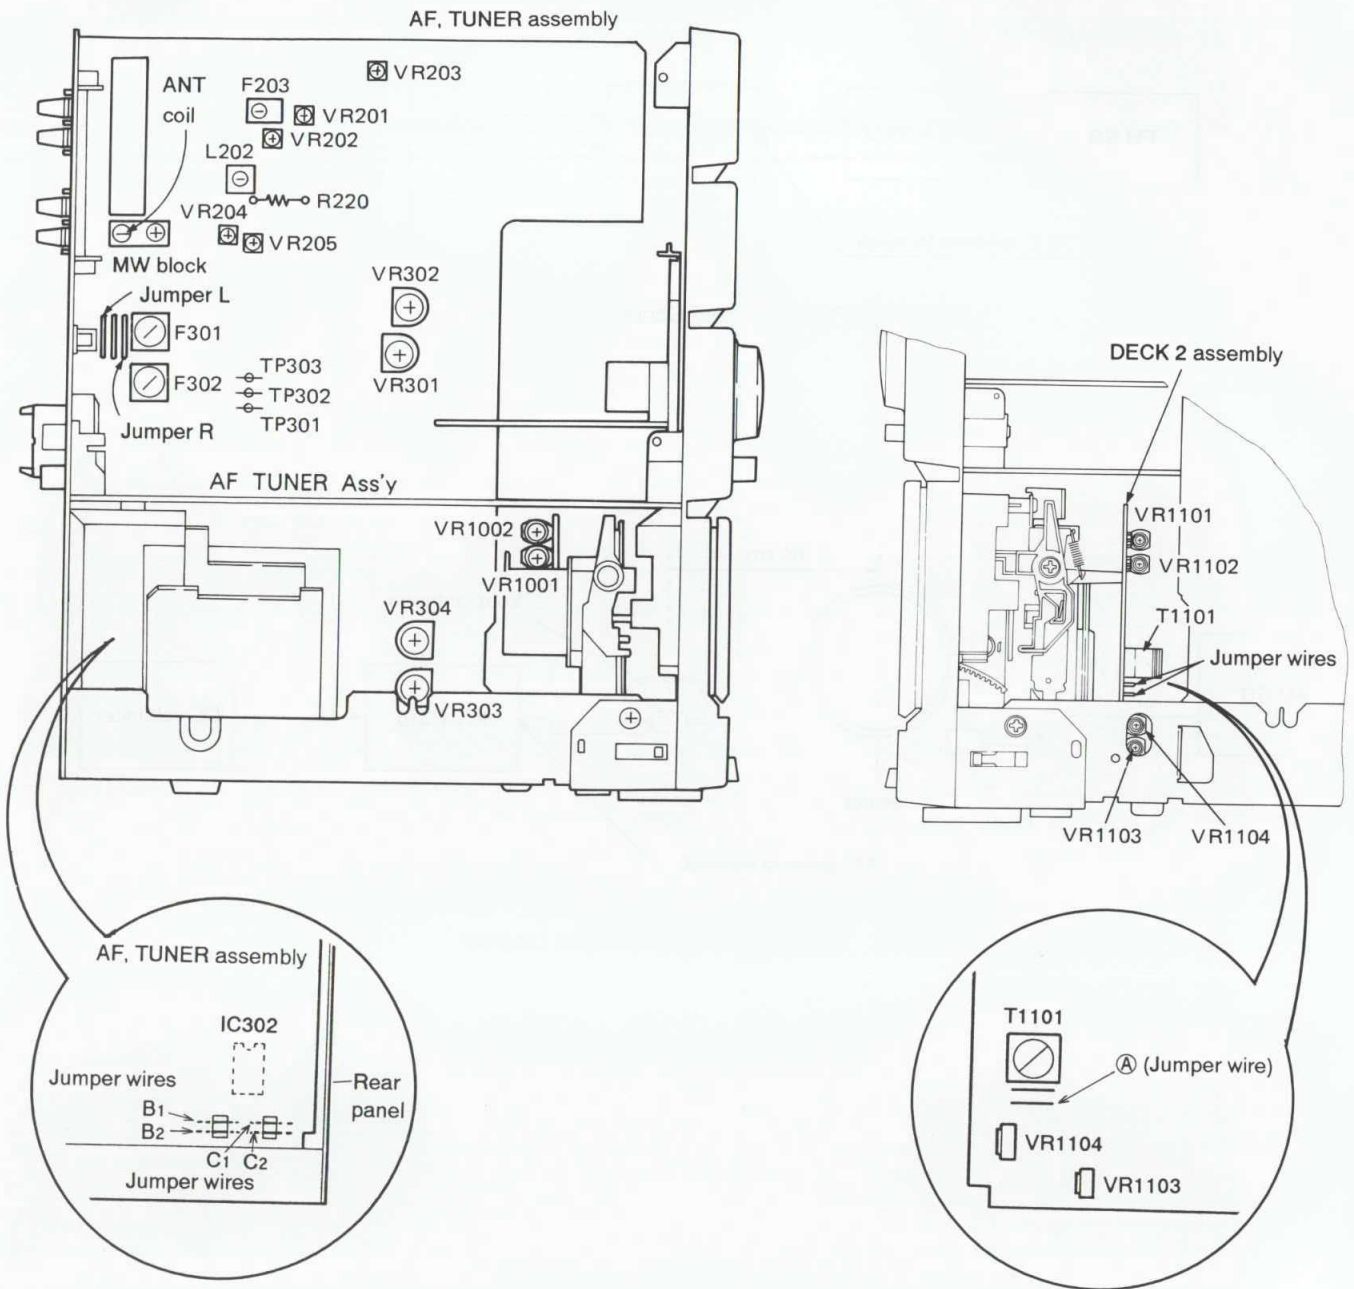 AF, TUNER assembly
VR203
ANT
coil
F203
VR201
VR202
L202
R220
VR204
VR205
MW block
Jumper L
VR302
F301
TP303
F302
TP302
VR301
TP301
Jumper R
AF TUNER Ass'y
VR1002
VR1001
VR304
VR303
DECK 2 assembly
VR1101
VR1102
T1101
Jumper wires
VR1103
VR1104
AF, TUNER assembly
IC302
Jumper wires
Rear
panel
B1
B2
C1 C2
Jumper wires
T1101
Ⓐ (Jumper wire)
VR1104
VR1103